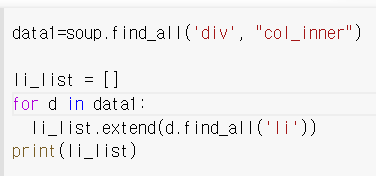 data1=soup.find_all('div', "col_inner")
li_list = []
for d in data1:
  li_list.extend(d.find_all('li'))
print(li_list)